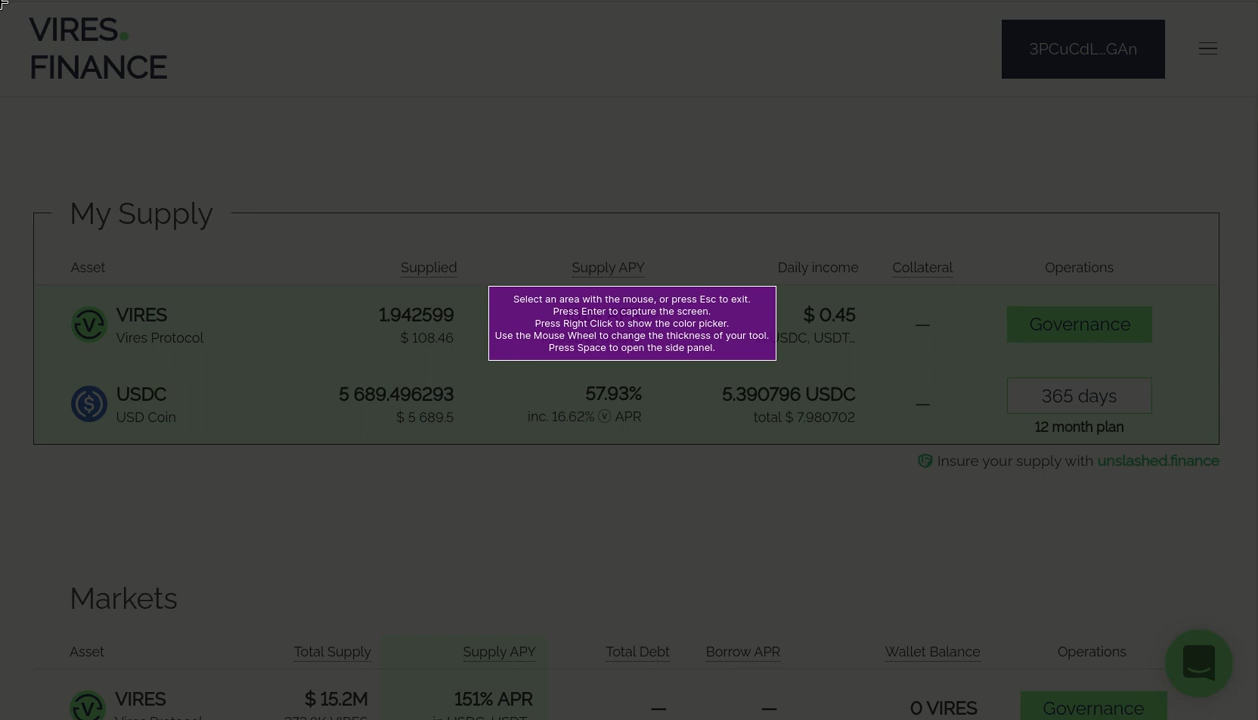 VIRES.
FINANCE
3PCuCdL...GAn
My Supply
Asset Supplied Supply APY Daily income Collateral Operations
VIRES 1.942599 $ 0.45 — Governance
Vires Protocol $ 108.46 USDC, USDT...
Select an area with the mouse, or press Esc to exit.
Press Enter to capture the screen.
Press Right Click to show the color picker.
Use the Mouse Wheel to change the thickness of your tool.
Press Space to open the side panel.
USDC 5 689.496293 57.93% 5.390796 USDC — 365 days
USD Coin $ 5 689.5 inc. 16.62% APR total $ 7.980702
12 month plan
Insure your supply with unslashed.finance
Markets
Asset Total Supply Supply APY Total Debt Borrow APR Wallet Balance Operations
VIRES $ 15.2M 151% APR — — 0 VIRES Governance